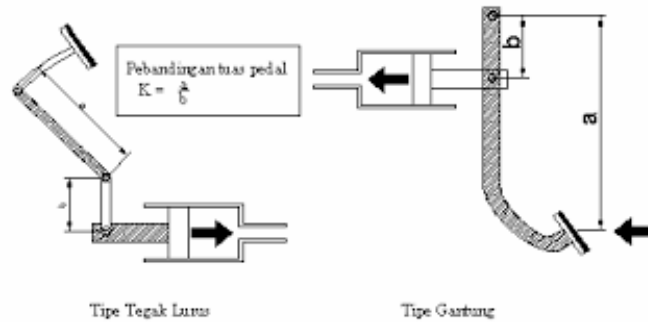 Pebandingan tuas pedal
K = a/b
a
b
b
a
Tipe Tegak Lurus
Tipe Gantung